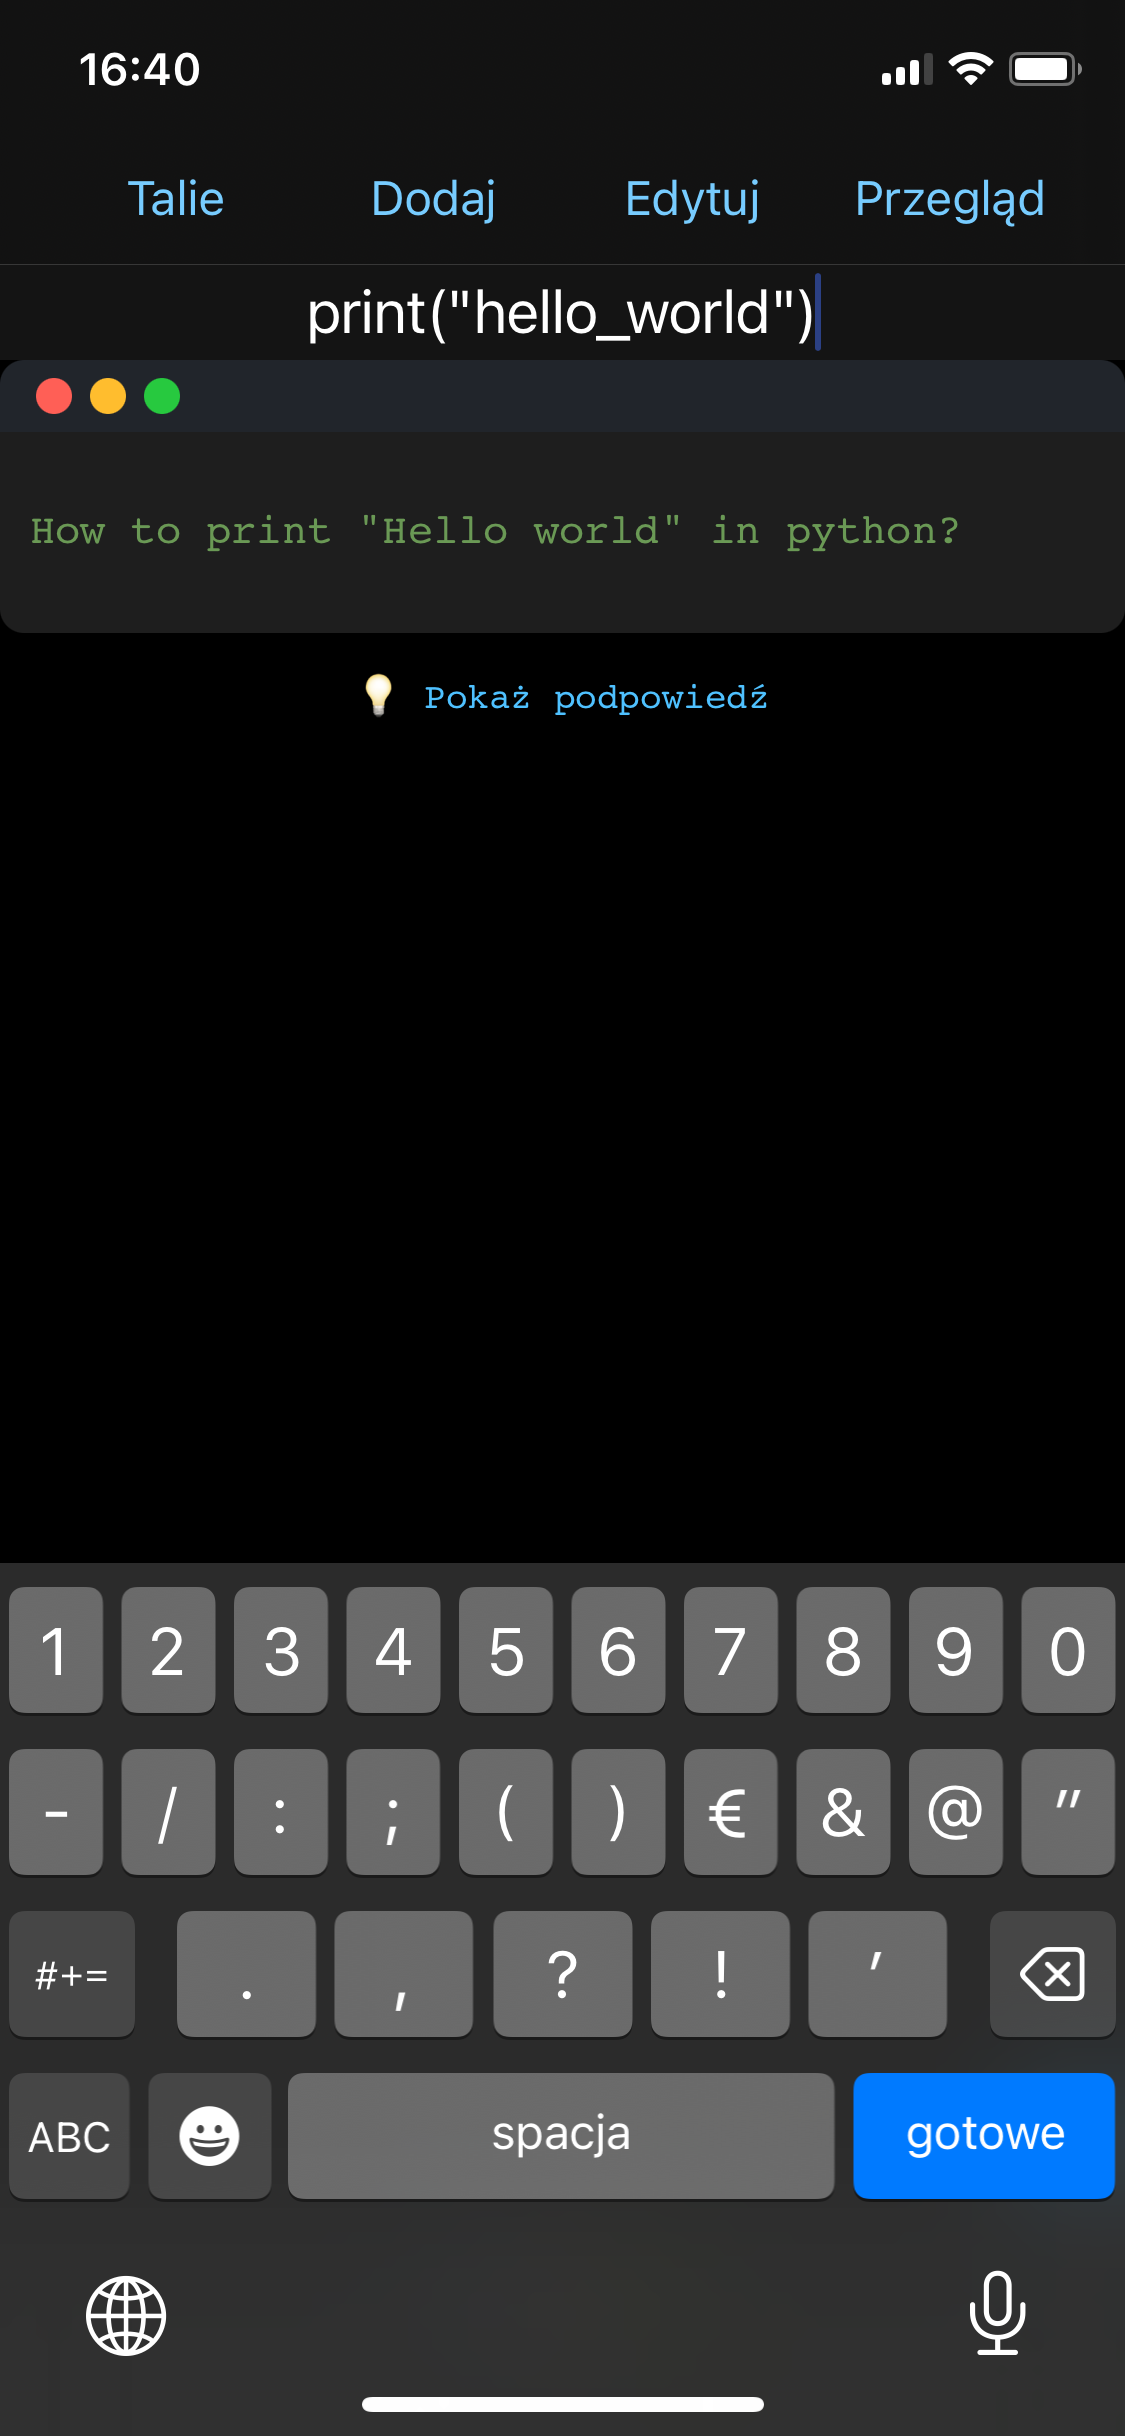 16:40
Talie Dodaj Edytuj Przegląd
print("hello_world")
How to print "Hello world" in python?
💡 Pokaż podpowiedź
1 2 3 4 5 6 7 8 9 0
- / : ; ( ) € & @ "
#+= . , ? ! '
ABC spacja gotowe